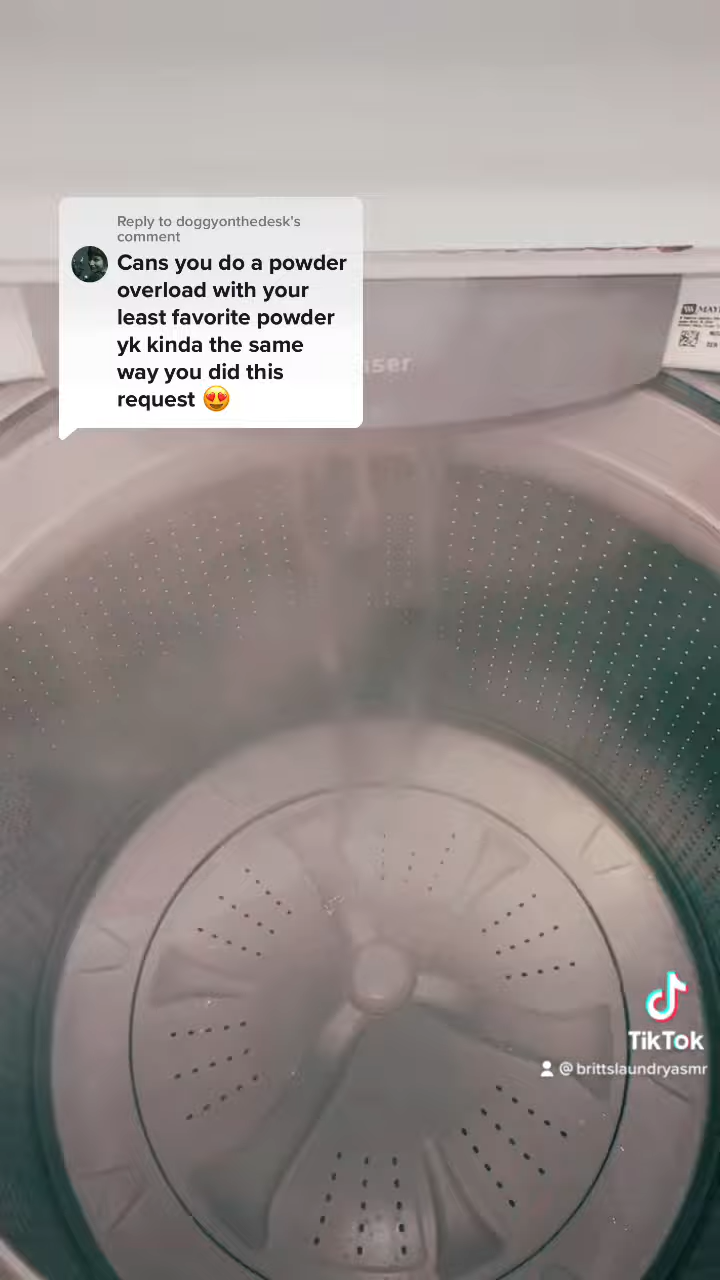 Reply to doggyonthedesk's
comment
Cans you do a powder
overload with your
least favorite powder
yk kinda the same
way you did this
request 😍
TikTok
@brittslaundryasmr